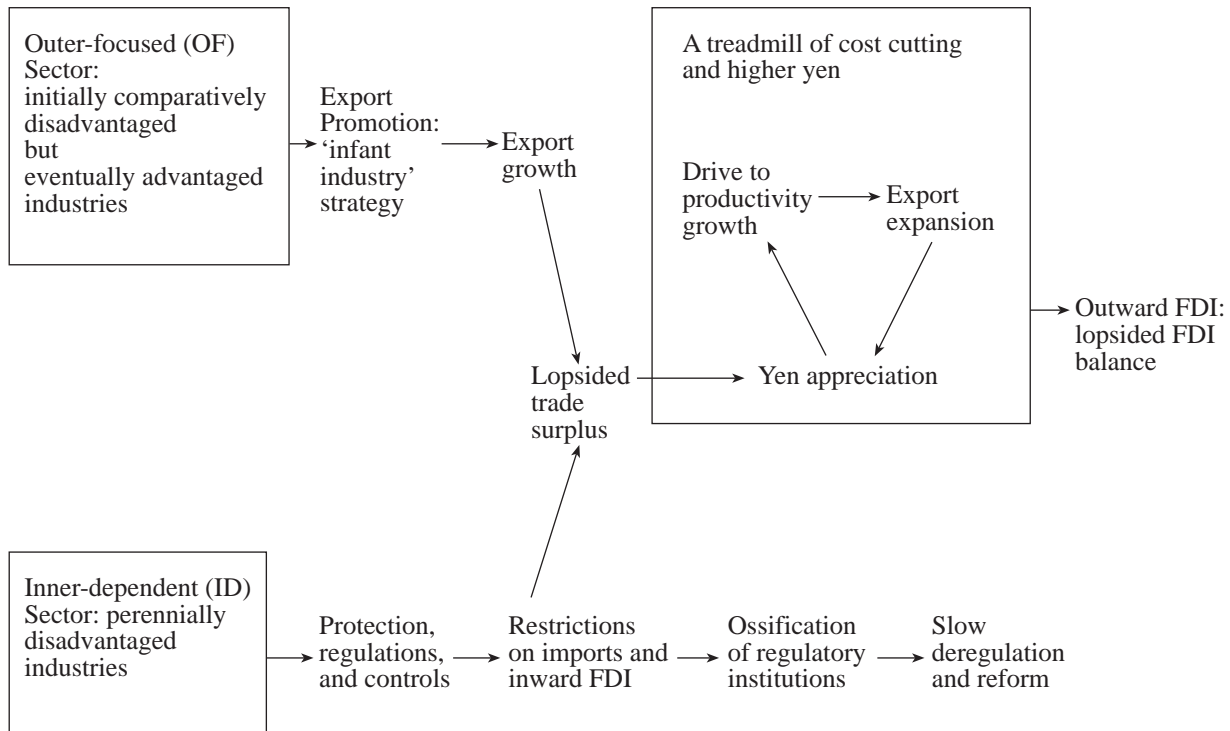 Outer-focused (OF)
Sector:
initially comparatively
disadvantaged
but
eventually advantaged
industries
Export
Promotion:
‘infant
industry’
strategy
Export
growth
A treadmill of cost cutting
and higher yen
Drive to
productivity
growth
Export
expansion
Yen appreciation
Outward FDI:
lopsided FDI
balance
Lopsided
trade
surplus
Inner-dependent (ID)
Sector: perennially
disadvantaged
industries
Protection,
regulations,
and controls
Restrictions
on imports and
inward FDI
Ossification
of regulatory
institutions
Slow
deregulation
and reform